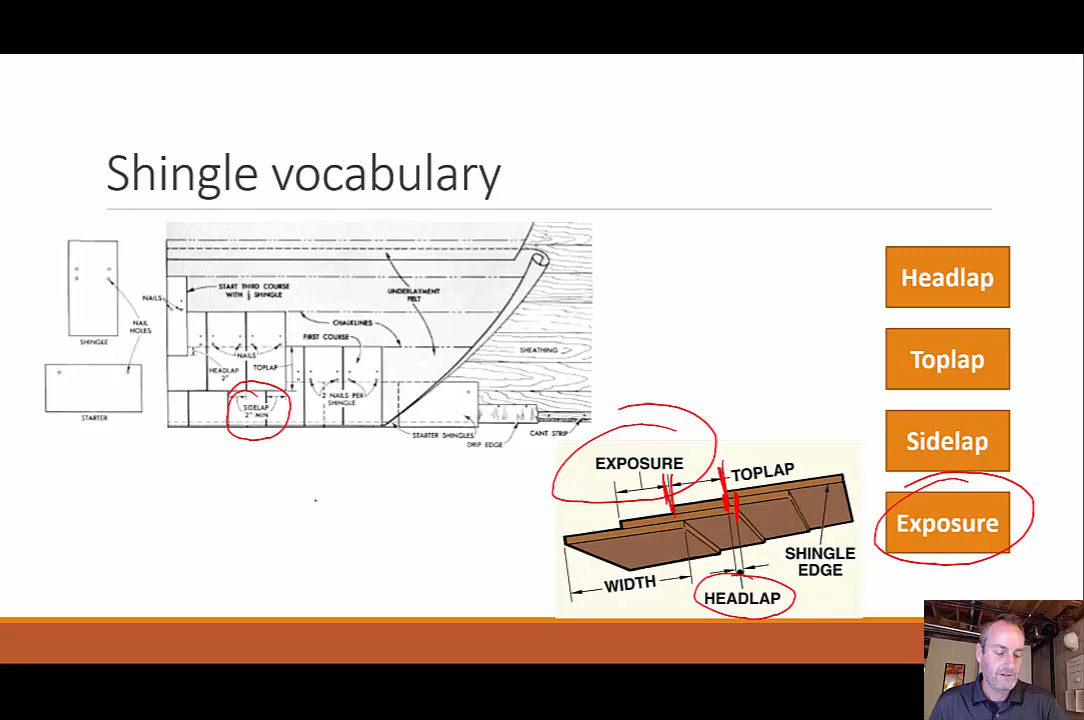 Shingle vocabulary
START THIRD COURSE
WITH ½ SHINGLE
NAILS
NAIL
HOLES
SHINGLE
UNDERLAYMENT
FELT
CHALKLINES
FIRST COURSE
NAILS
TOPLAP
HEADLAP
2"
SHEATHING
2 NAILS PER
SHINGLE
SIDELAP
2" MIN
STARTER
STARTER SHINGLES
DRIP EDGE
CANT STRIP
EXPOSURE
TOPLAP
SHINGLE
EDGE
WIDTH
HEADLAP
Headlap
Toplap
Sidelap
Exposure